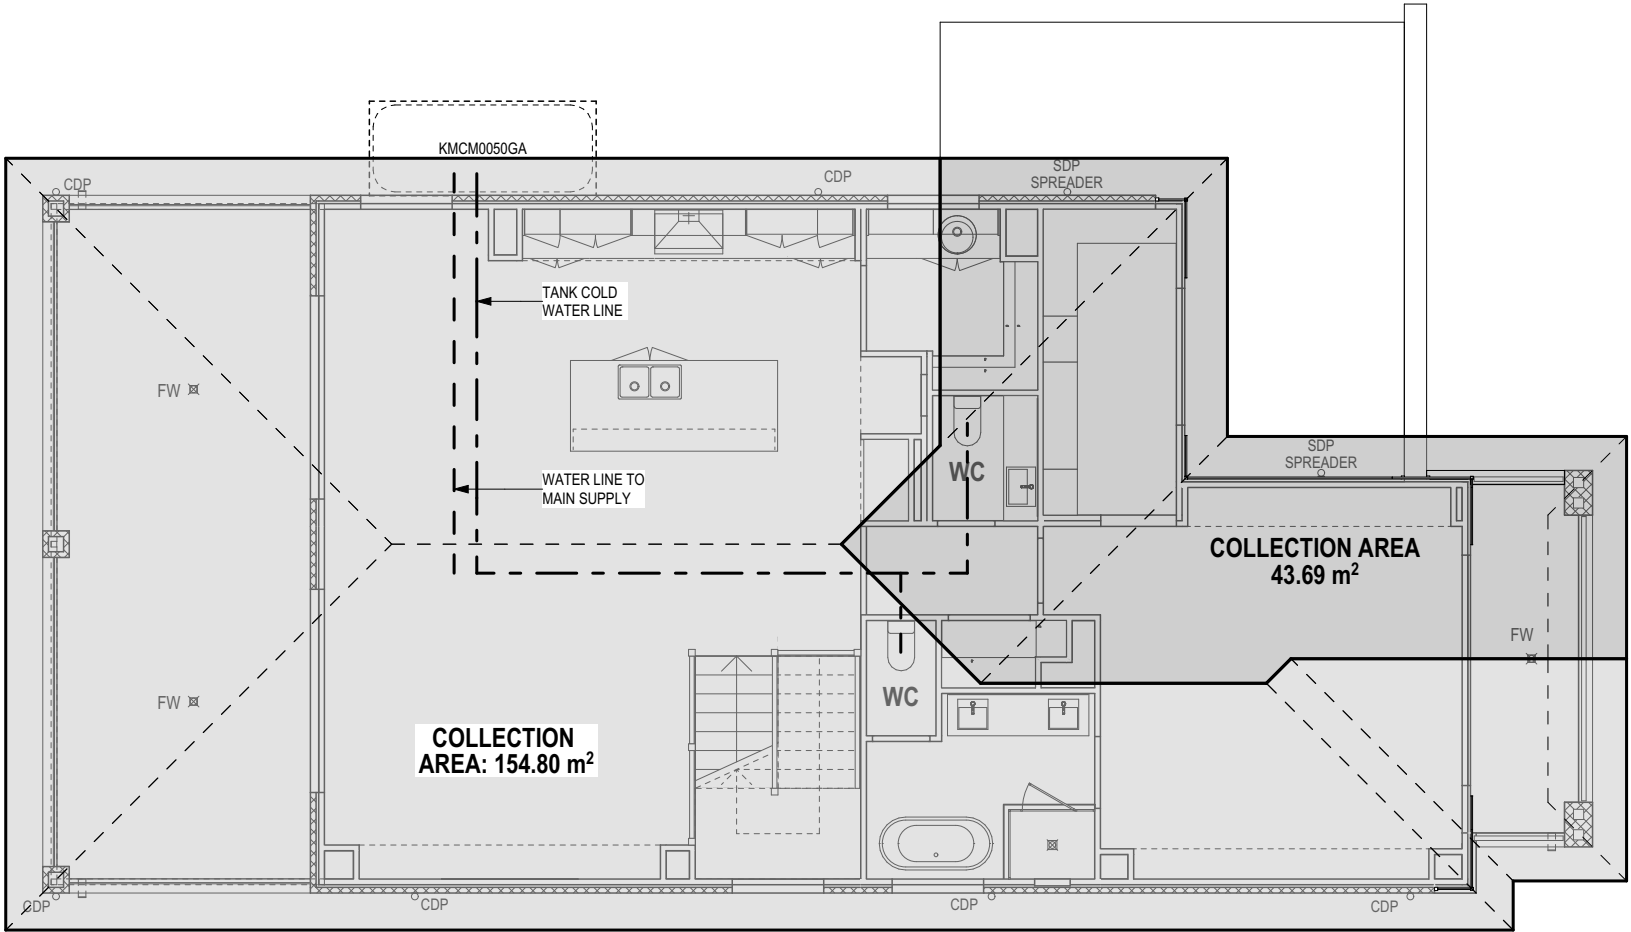 KMCM0050GA
CDP
CDP
SDP
SPREADER
TANK COLD
WATER LINE
FW
SDP
SPREADER
WC
WATER LINE TO
MAIN SUPPLY
COLLECTION AREA
43.69 m²
FW
FW
WC
COLLECTION
AREA: 154.80 m²
CDP
CDP
CDP
CDP